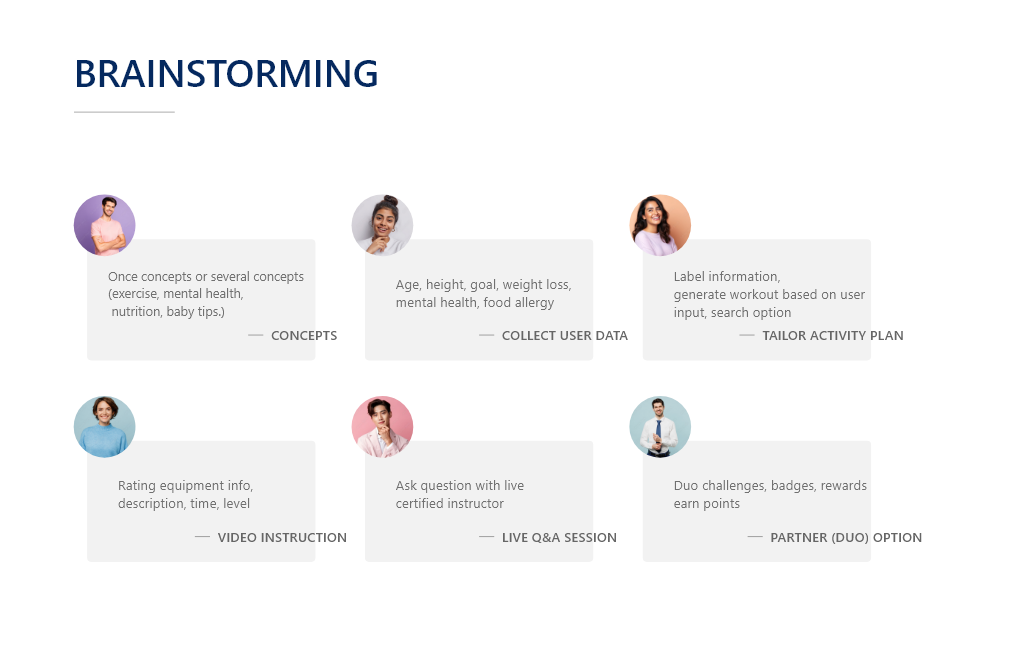 BRAINSTORMING
Once concepts or several concepts
(exercise, mental health,
nutrition, baby tips.)
— CONCEPTS
Age, height, goal, weight loss,
mental health, food allergy
— COLLECT USER DATA
Label information,
generate workout based on user
input, search option
— TAILOR ACTIVITY PLAN
Rating equipment info,
description, time, level
— VIDEO INSTRUCTION
Ask question with live
certified instructor
— LIVE Q&A SESSION
Duo challenges, badges, rewards
earn points
— PARTNER (DUO) OPTION